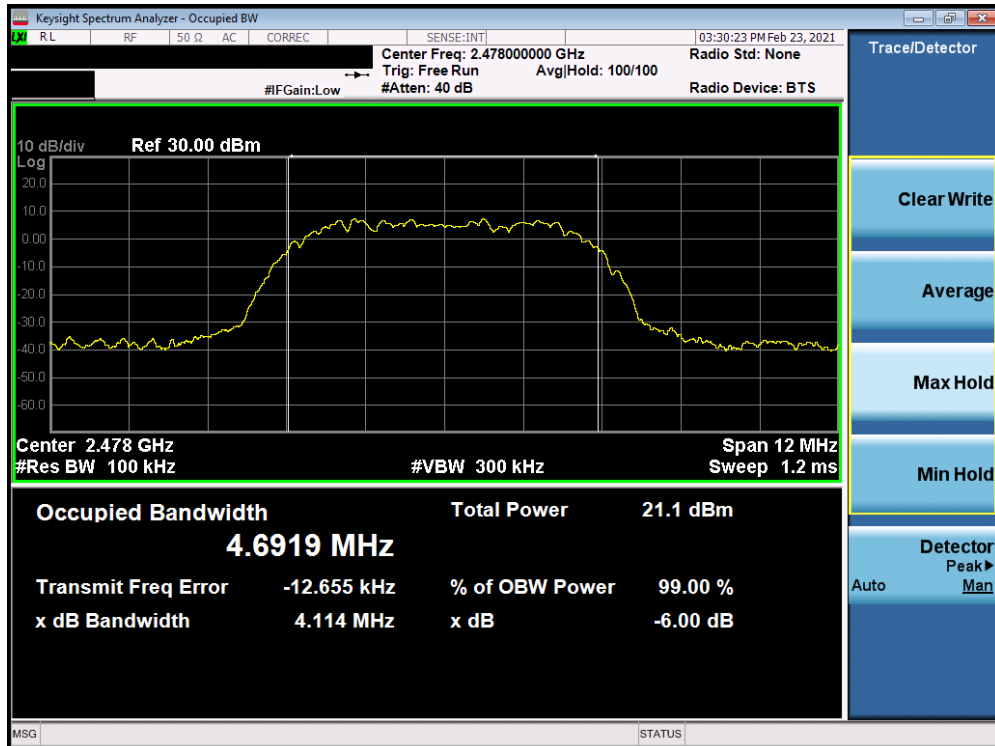 Keysight Spectrum Analyzer - Occupied BW
LXI RL RF 50 Ω AC CORREC SENSE:INT 03:30:23 PM Feb 23, 2021
Center Freq: 2.478000000 GHz Radio Std: None
Trig: Free Run Avg|Hold: 100/100
#IFGain:Low #Atten: 40 dB Radio Device: BTS
Trace/Detector
10 dB/div Ref 30.00 dBm
Log
20.0
10.0
0.00
-10.0
-20.0
-30.0
-40.0
-50.0
-60.0
Center 2.478 GHz Span 12 MHz
#Res BW 100 kHz #VBW 300 kHz Sweep 1.2 ms
Occupied Bandwidth Total Power 21.1 dBm
4.6919 MHz
Transmit Freq Error -12.655 kHz % of OBW Power 99.00 %
x dB Bandwidth 4.114 MHz x dB -6.00 dB
Clear Write
Average
Max Hold
Min Hold
Detector
Peak▶
Auto Man
MSG STATUS